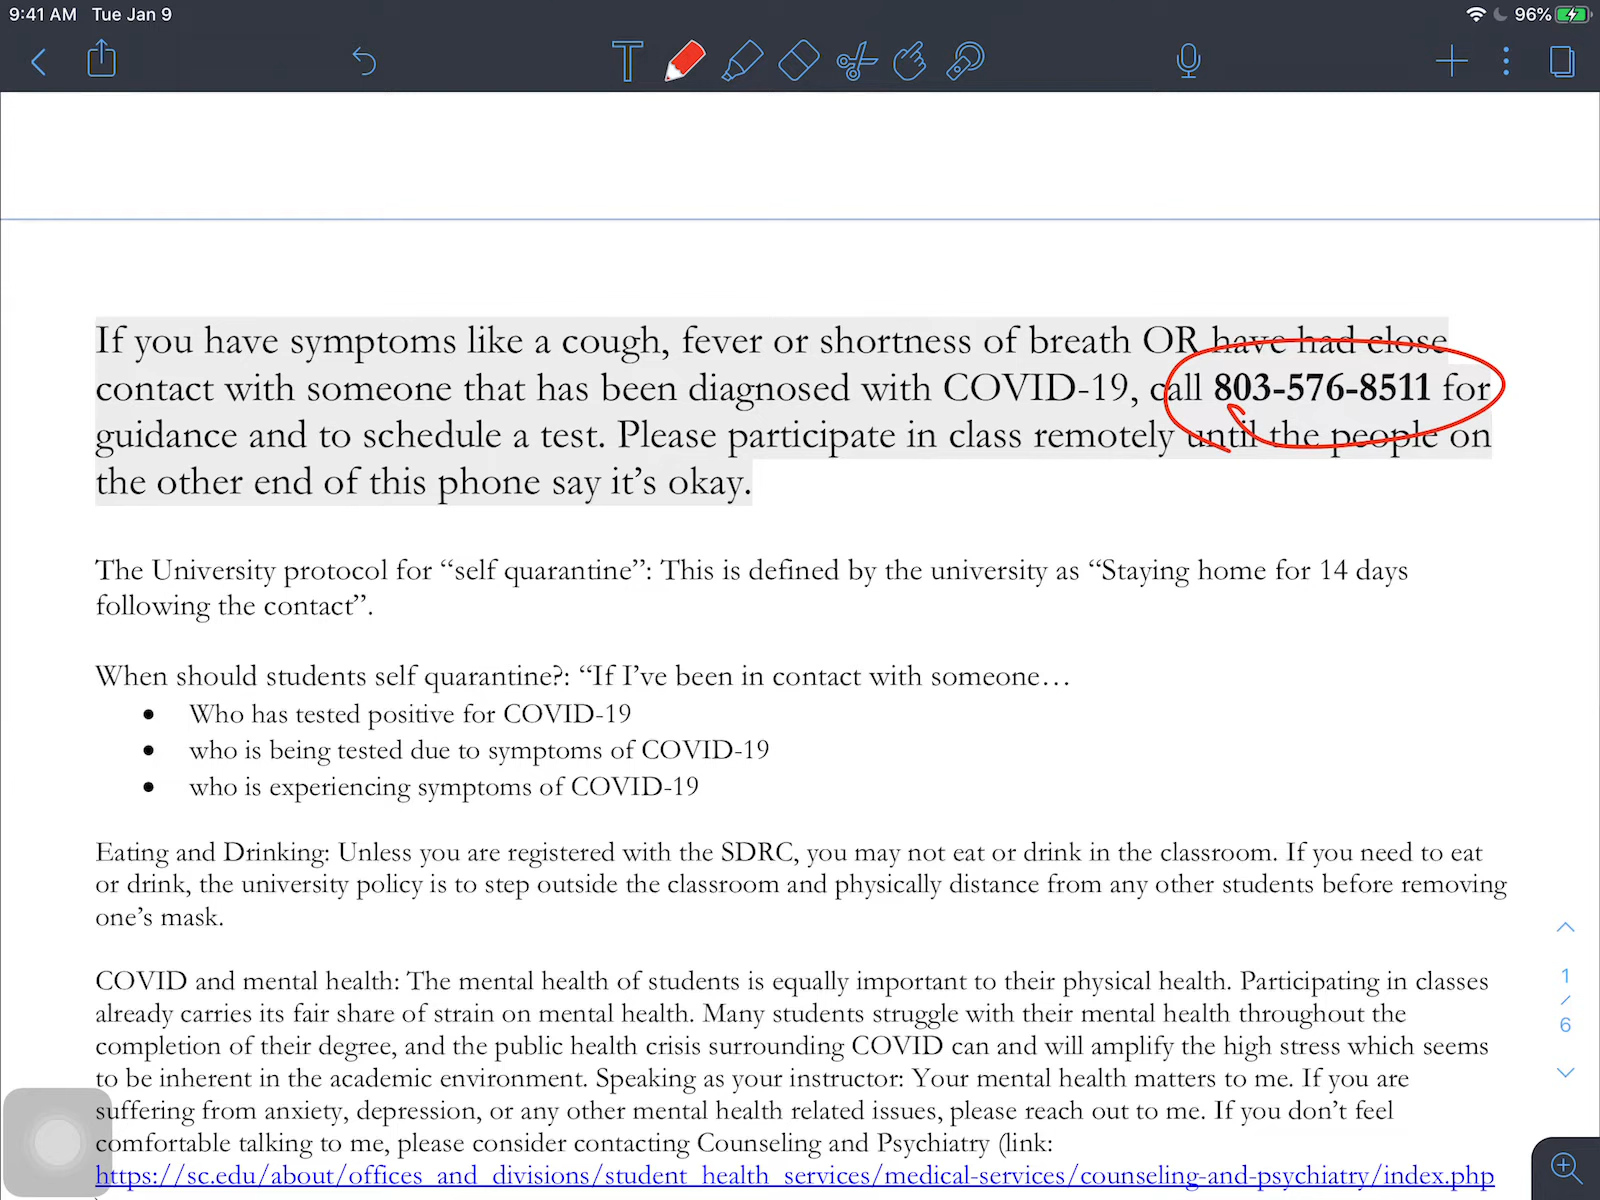 9:41 AM Tue Jan 9 96%
T
If you have symptoms like a cough, fever or shortness of breath OR have had close
contact with someone that has been diagnosed with COVID-19, call 803-576-8511 for
guidance and to schedule a test. Please participate in class remotely until the people on
the other end of this phone say it’s okay.
The University protocol for “self quarantine”: This is defined by the university as “Staying home for 14 days
following the contact”.
When should students self quarantine?: “If I’ve been in contact with someone…
• Who has tested positive for COVID-19
• who is being tested due to symptoms of COVID-19
• who is experiencing symptoms of COVID-19
Eating and Drinking: Unless you are registered with the SDRC, you may not eat or drink in the classroom. If you need to eat
or drink, the university policy is to step outside the classroom and physically distance from any other students before removing
one’s mask.
COVID and mental health: The mental health of students is equally important to their physical health. Participating in classes
already carries its fair share of strain on mental health. Many students struggle with their mental health throughout the
completion of their degree, and the public health crisis surrounding COVID can and will amplify the high stress which seems
to be inherent in the academic environment. Speaking as your instructor: Your mental health matters to me. If you are
suffering from anxiety, depression, or any other mental health related issues, please reach out to me. If you don’t feel
comfortable talking to me, please consider contacting Counseling and Psychiatry (link:
https://sc.edu/about/offices_and_divisions/student_health_services/medical-services/counseling-and-psychiatry/index.php
1
/
6